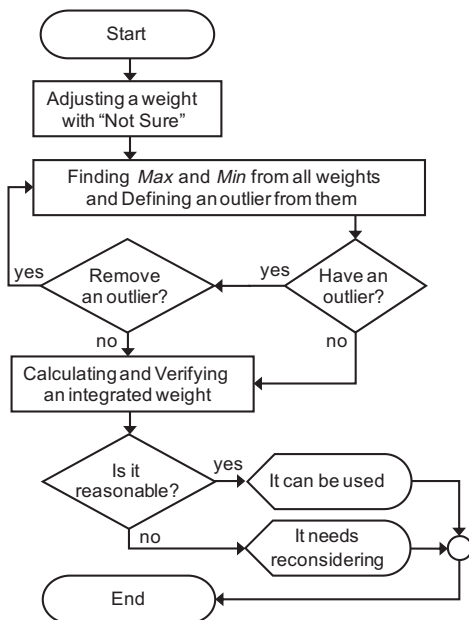 Start
Adjusting a weight
with “Not Sure”
Finding Max and Min from all weights
and Defining an outlier from them
yes
Remove
an outlier?
yes
Have an
outlier?
no
no
Calculating and Verifying
an integrated weight
Is it
reasonable?
yes
It can be used
no
It needs
reconsidering
End